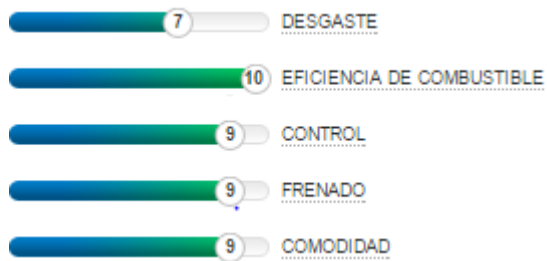 7 DESGASTE
10 EFICIENCIA DE COMBUSTIBLE
9 CONTROL
9 FRENADO
9 COMODIDAD